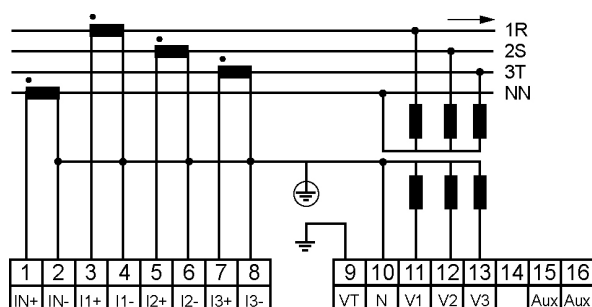 1R
2S
3T
NN
1 2 3 4 5 6 7 8 9 10 11 12 13 14 15 16
IN+ IN- I1+ I1- I2+ I2- I3+ I3- VT N V1 V2 V3 Aux Aux